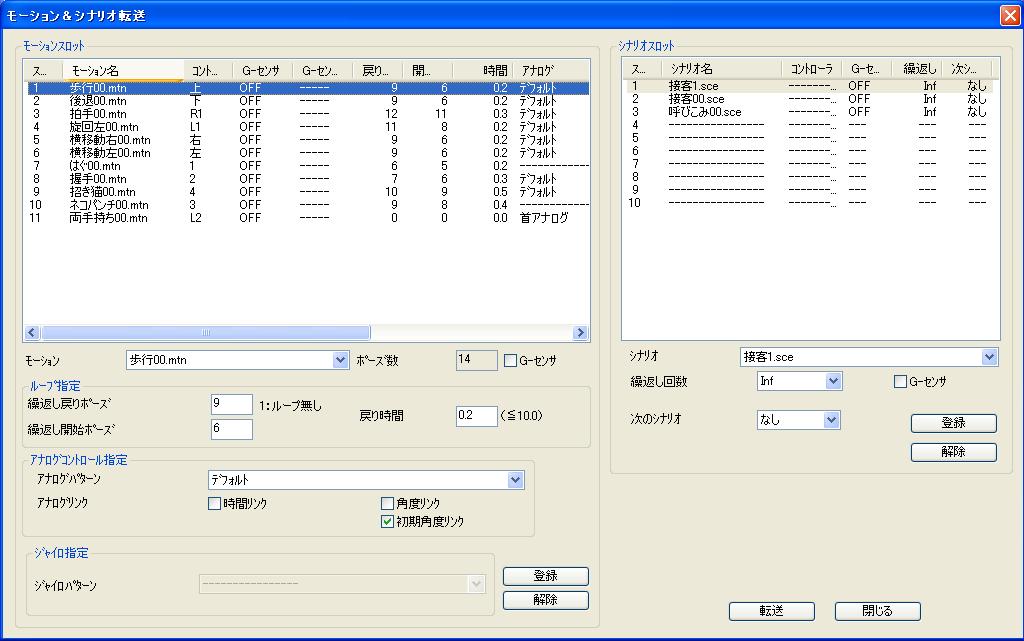 モーション＆シナリオ転送
モーションスロット
ス... モーション名 コント... G-センサ G-セン... 戻り... 開... 時間 アナログ
1 歩行00.mtn 上 OFF ----- 9 6 0.2 デフォルト
2 後退00.mtn 下 OFF ----- 9 6 0.2 デフォルト
3 拍手00.mtn R1 OFF ----- 12 11 0.3 デフォルト
4 旋回左00.mtn L1 OFF ----- 11 8 0.2 デフォルト
5 横移動右00.mtn 右 OFF ----- 9 6 0.2 デフォルト
6 横移動左00.mtn 左 OFF ----- 9 6 0.2 デフォルト
7 はぐ00.mtn 1 OFF ----- 6 5 0.2 ------------
8 握手00.mtn 2 OFF ----- 7 6 0.3 デフォルト
9 招き猫00.mtn 4 OFF ----- 10 9 0.5 デフォルト
10 ネコパンチ00.mtn 3 OFF ----- 9 8 0.4 ------------
11 両手持ち00.mtn L2 OFF ----- 0 0 0.0 首アナログ
モーション 歩行00.mtn ポーズ数 14 G-センサ
ループ指定
繰返し戻りポーズ 9 1：ループ無し
繰返し開始ポーズ 6
戻り時間 0.2 (≦10.0)
アナログコントロール指定
アナログパターン デフォルト
アナログリンク 時間リンク 角度リンク
初期角度リンク
ジャイロ指定
ジャイロパターン ----------------
登録
解除
シナリオスロット
ス... シナリオ名 コントローラ G-セ... 繰返し 次シ...
1 接客1.sce -------... OFF Inf なし
2 接客00.sce -------... OFF Inf なし
3 呼びこみ00.sce -------... OFF Inf なし
4 ---------------- -------... --- --- ---
5 ---------------- -------... --- --- ---
6 ---------------- -------... --- --- ---
7 ---------------- -------... --- --- ---
8 ---------------- -------... --- --- ---
9 ---------------- -------... --- --- ---
10 ---------------- -------... --- --- ---
シナリオ 接客1.sce
繰返し回数 Inf G-センサ
次のシナリオ なし
登録
解除
転送 閉じる